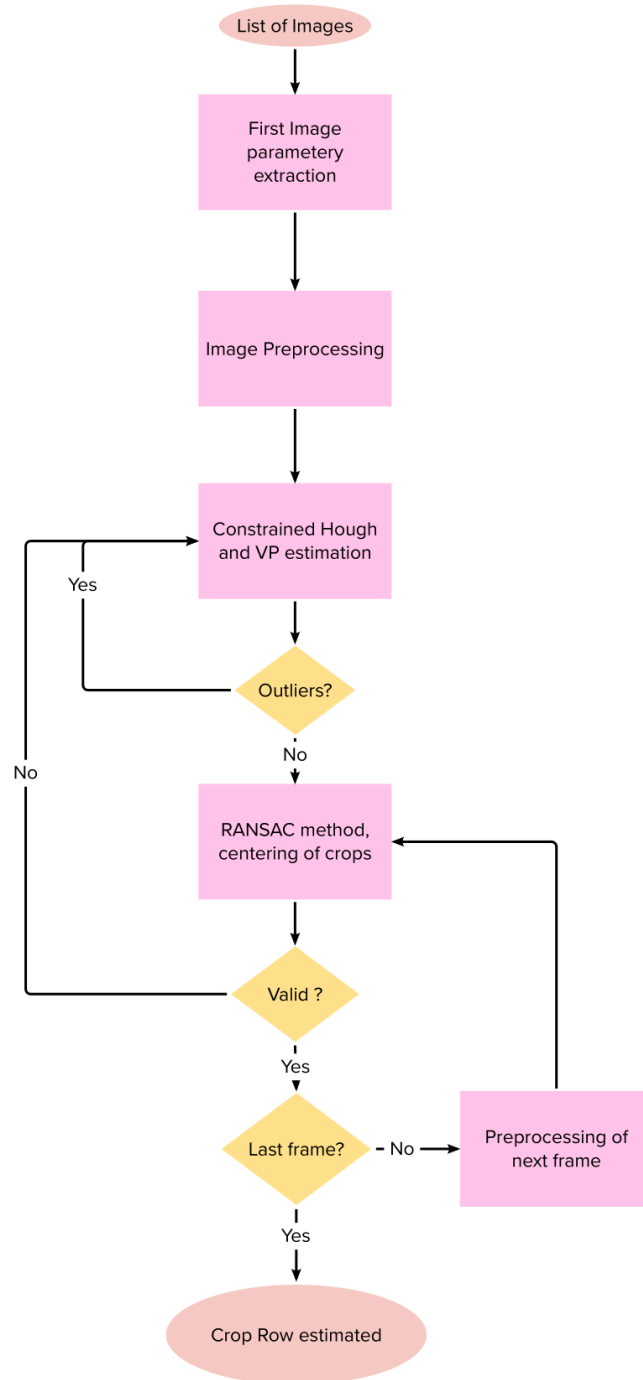 List of Images
First Image
parametery
extraction
Image Preprocessing
Constrained Hough
and VP estimation
Yes
Outliers?
No
No
RANSAC method,
centering of crops
Valid ?
Yes
Last frame?
No
Preprocessing of
next frame
Yes
Crop Row estimated